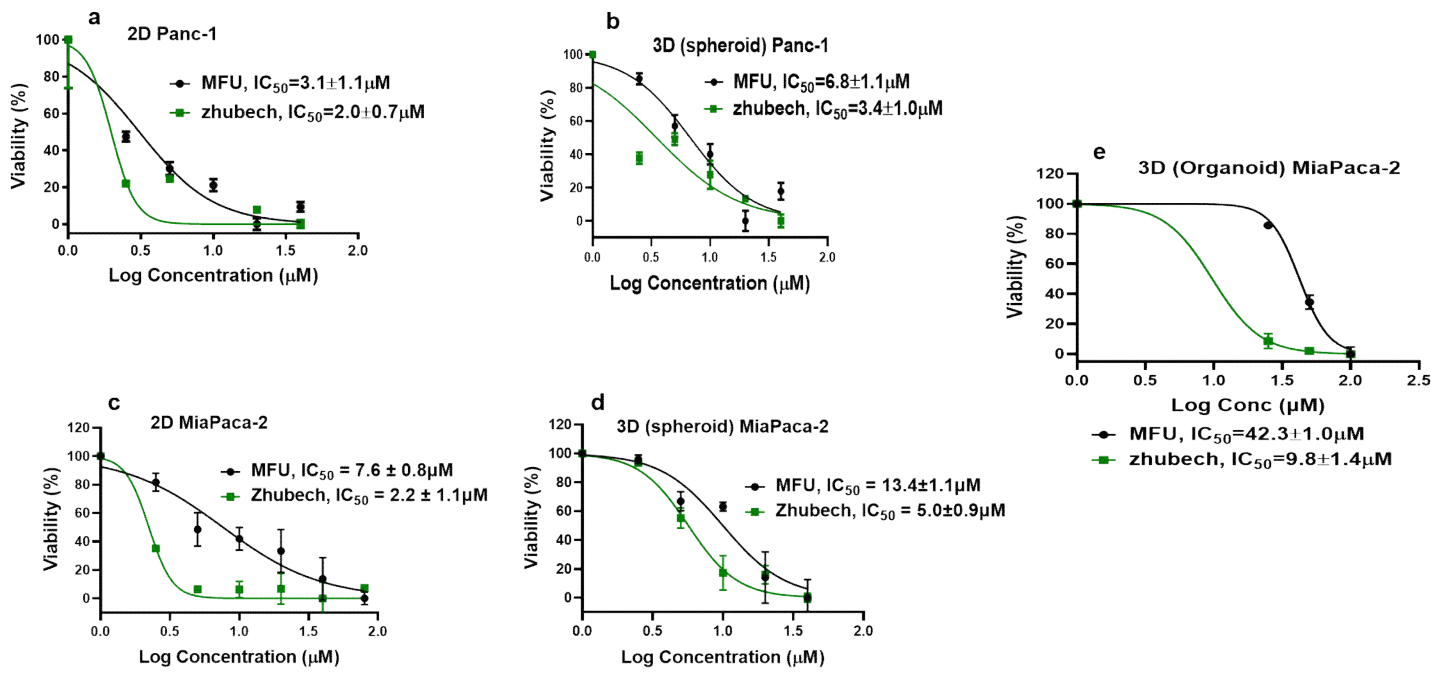 a
2D Panc-1
100
80
60
40
20
0
Viability (%)
MFU, IC50=3.1±1.1μM
zhubech, IC50=2.0±0.7μM
0.0 0.5 1.0 1.5 2.0
Log Concentration (μM)
b
3D (spheroid) Panc-1
100
80
60
40
20
0
Viability (%)
MFU, IC50=6.8±1.1μM
zhubech, IC50=3.4±1.0μM
0.0 0.5 1.0 1.5 2.0
Log Concentration (μM)
c
2D MiaPaca-2
120
100
80
60
40
20
0
Viability (%)
MFU, IC50 = 7.6 ± 0.8μM
Zhubech, IC50 = 2.2 ± 1.1μM
0.0 0.5 1.0 1.5 2.0
Log Concentration (μM)
d
3D (spheroid) MiaPaca-2
120
100
80
60
40
20
0
Viability (%)
MFU, IC50 = 13.4±1.1μM
Zhubech, IC50 = 5.0±0.9μM
0.0 0.5 1.0 1.5 2.0
Log Concentration (μM)
e
3D (Organoid) MiaPaca-2
120
100
80
60
40
20
0
Viability (%)
0.0 0.5 1.0 1.5 2.0 2.5
Log Conc (μM)
MFU, IC50=42.3±1.0μM
zhubech, IC50=9.8±1.4μM